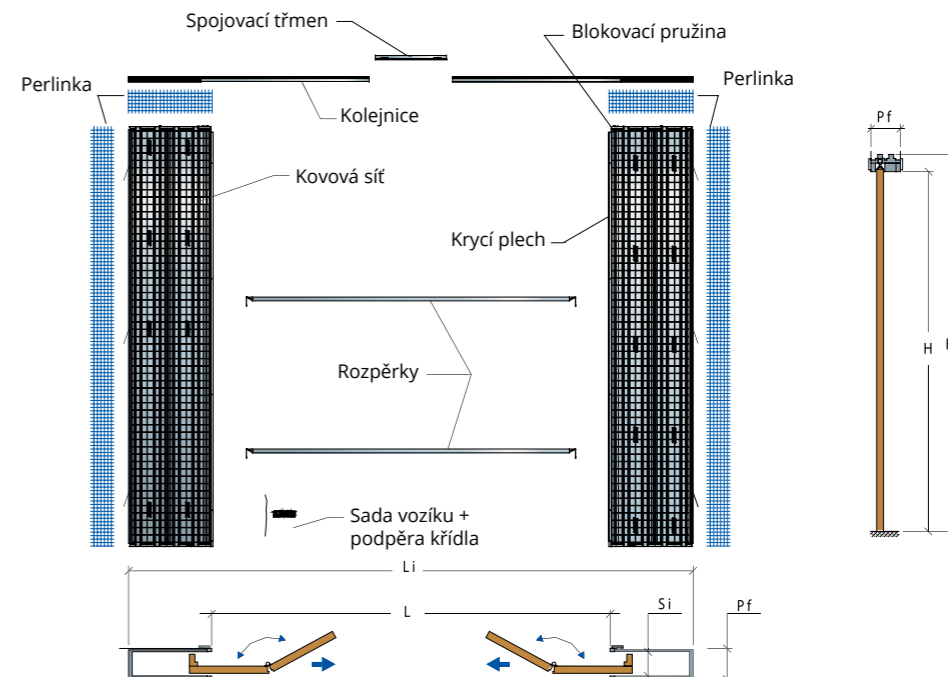 Spojovací třmen
Blokovací pružina
Perlinka
Perlinka
Kolejnice
Pf
Kovová síť
Krycí plech
H
Rozpěrky
Sada vozíku +
podpěra křídla
Li
L
Si
Pf